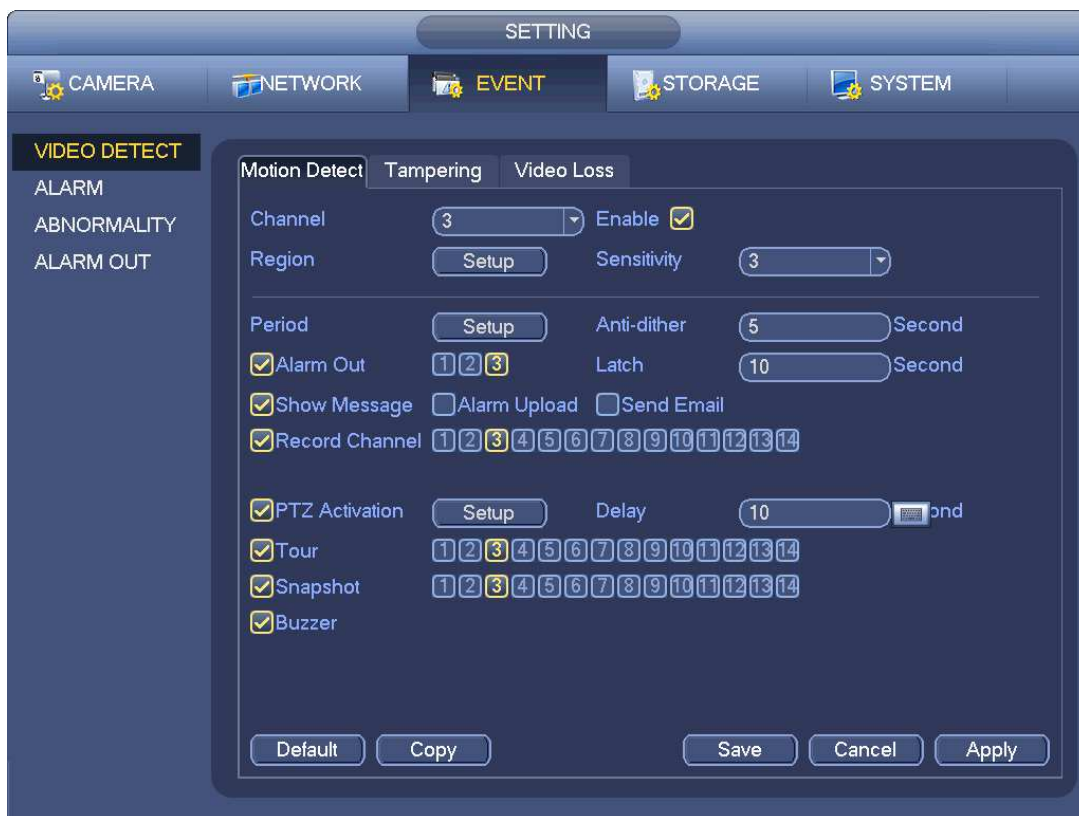 SETTING
CAMERA NETWORK EVENT STORAGE SYSTEM
VIDEO DETECT
ALARM
ABNORMALITY
ALARM OUT
Motion Detect Tampering Video Loss
Channel 3 Enable
Region Setup Sensitivity 3
Period Setup Anti-dither 5 Second
Alarm Out 1 2 3 Latch 10 Second
Show Message Alarm Upload Send Email
Record Channel 1 2 3 4 5 6 7 8 9 10 11 12 13 14
PTZ Activation Setup Delay 10 ond
Tour 1 2 3 4 5 6 7 8 9 10 11 12 13 14
Snapshot 1 2 3 4 5 6 7 8 9 10 11 12 13 14
Buzzer
Default Copy Save Cancel Apply